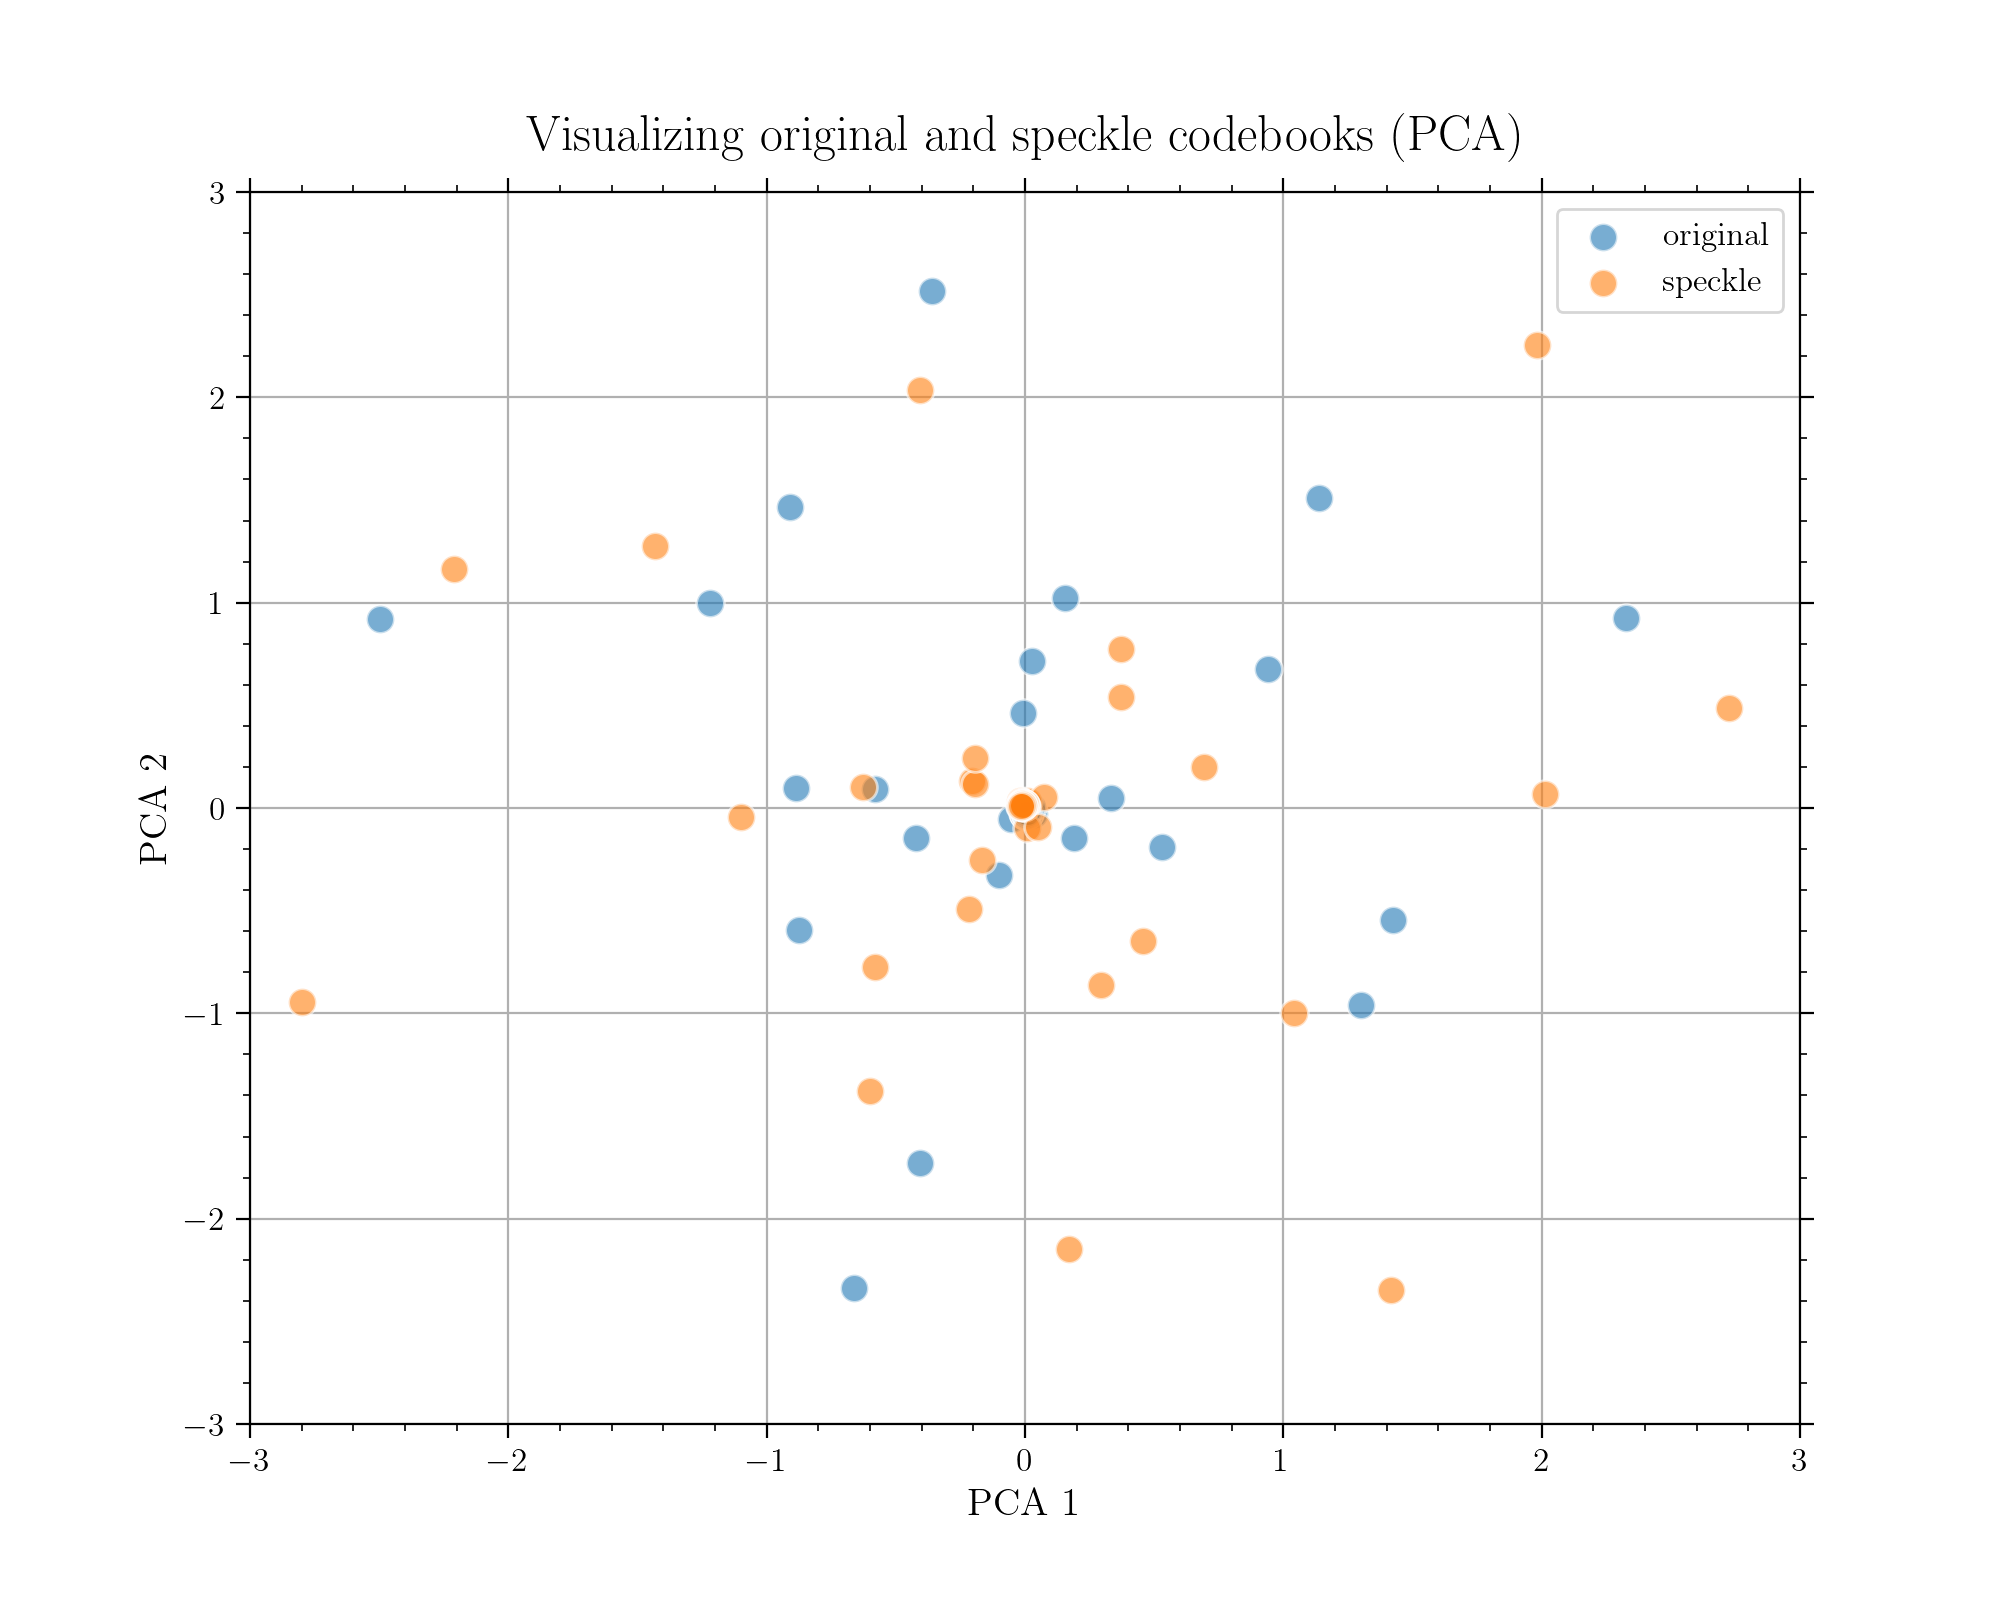 Visualizing original and speckle codebooks (PCA)
original
speckle
3
2
1
0
−1
−2
−3
PCA 2
−3
−2
−1
0
1
2
3
PCA 1